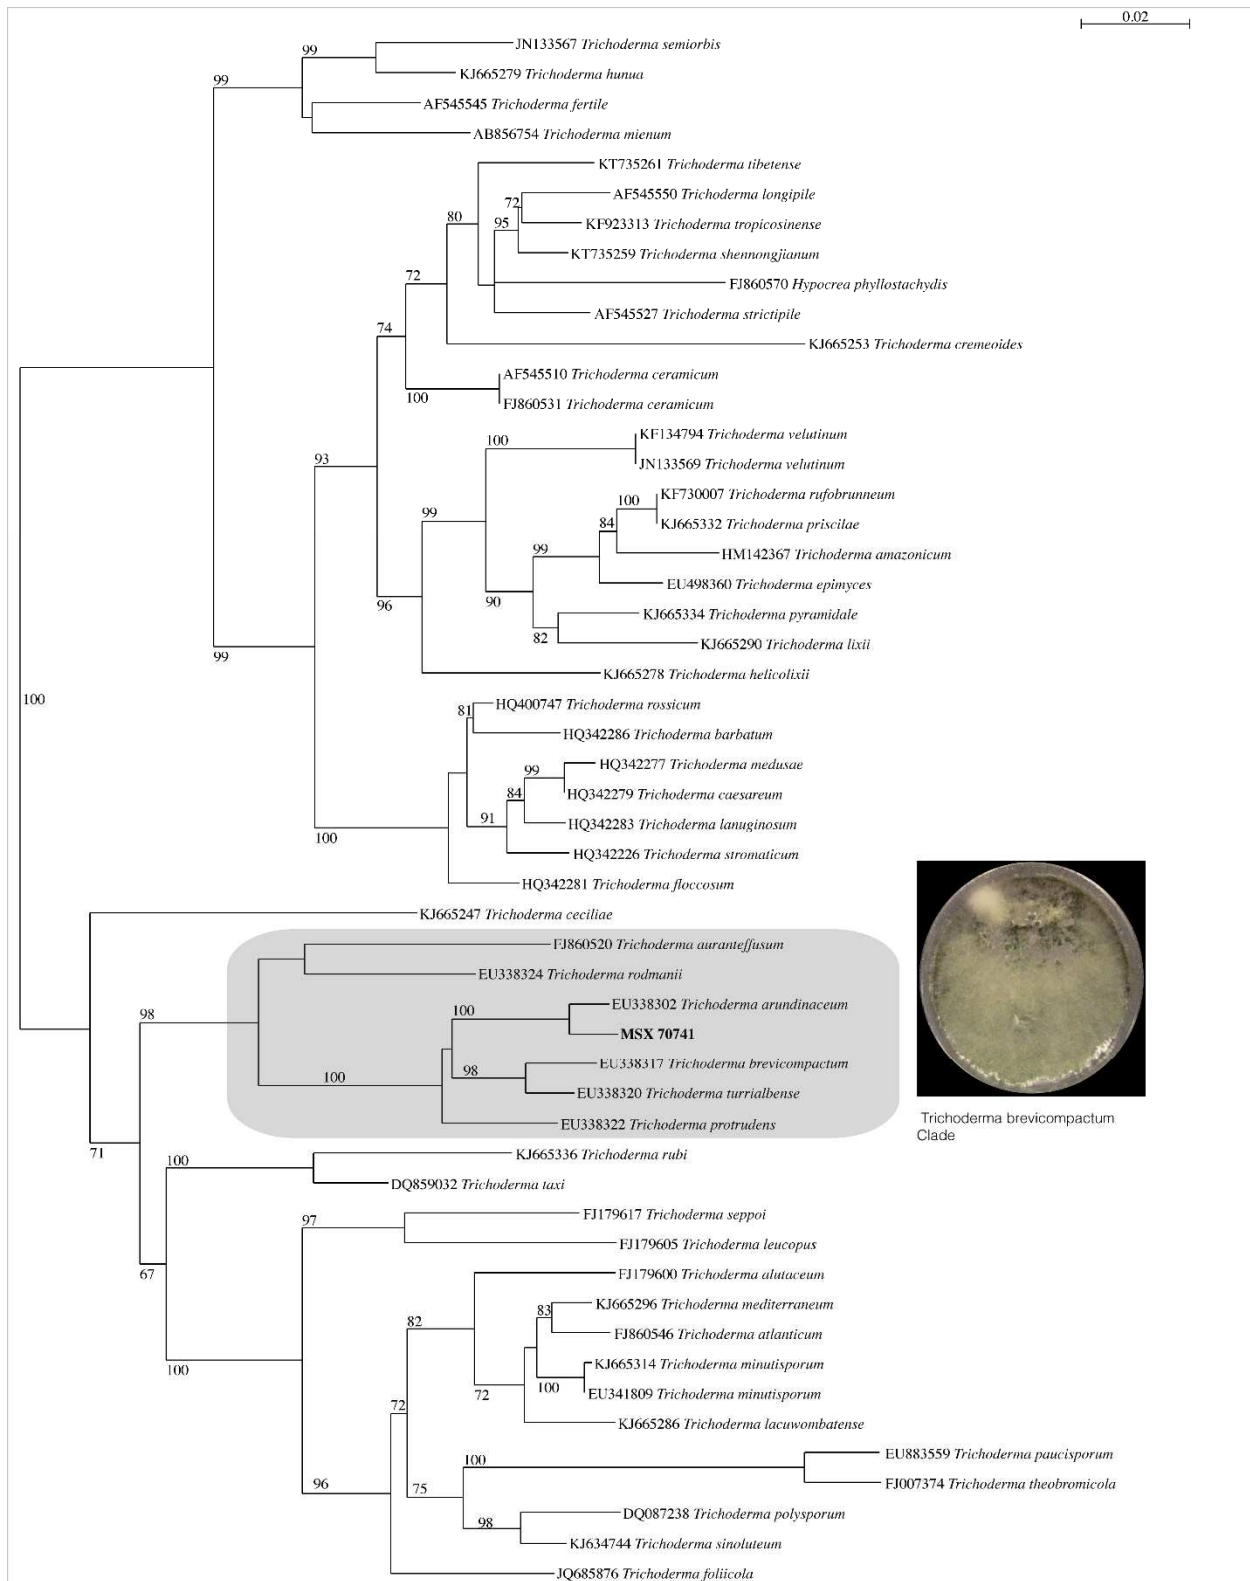 0.02
99
JN133567 Trichoderma semiorbis
99
KJ665279 Trichoderma hunua
AF545545 Trichoderma fertile
AB856754 Trichoderma mienum
KT735261 Trichoderma tibetense
AF545550 Trichoderma longipile
72
80
95
KF923313 Trichoderma tropicosinense
KT735259 Trichoderma shennongjianum
72
FJ860570 Hypocrea phyllostachydis
AF545527 Trichoderma strictipile
74
KJ665253 Trichoderma cremeoides
AF545510 Trichoderma ceramicum
100
FJ860531 Trichoderma ceramicum
KF134794 Trichoderma velutinum
100
93
JN133569 Trichoderma velutinum
KF730007 Trichoderma rufobrunneum
100
99
84
KJ665332 Trichoderma priscilae
99
HM142367 Trichoderma amazonicum
EU498360 Trichoderma epimyces
96
90
KJ665334 Trichoderma pyramidale
82
KJ665290 Trichoderma lixii
99
KJ665278 Trichoderma helicolixii
100
HQ400747 Trichoderma rossicum
81
HQ342286 Trichoderma barbatum
HQ342277 Trichoderma medusae
99
HQ342279 Trichoderma caesareum
84
91
HQ342283 Trichoderma lanuginosum
100
HQ342226 Trichoderma stromaticum
HQ342281 Trichoderma floccosum
KJ665247 Trichoderma ceciliae
FJ860520 Trichoderma auranteffusum
EU338324 Trichoderma rodmanii
EU338302 Trichoderma arundinaceum
98
100
MSX 70741
EU338317 Trichoderma brevicompactum
98
100
EU338320 Trichoderma turrialbense
EU338322 Trichoderma protrudens
Trichoderma brevicompactum
Clade
71
KJ665336 Trichoderma rubi
100
DQ859032 Trichoderma taxi
FJ179617 Trichoderma seppoi
97
FJ179605 Trichoderma leucopus
67
FJ179600 Trichoderma alutaceum
KJ665296 Trichoderma mediterraneum
83
82
FJ860546 Trichoderma atlanticum
KJ665314 Trichoderma minutisporum
100
100
72
EU341809 Trichoderma minutisporum
72
KJ665286 Trichoderma lacuwombatense
EU883559 Trichoderma paucisporum
100
FJ007374 Trichoderma theobromicola
96
75
DQ087238 Trichoderma polysporum
98
KJ634744 Trichoderma sinoluteum
JQ685876 Trichoderma foliicola